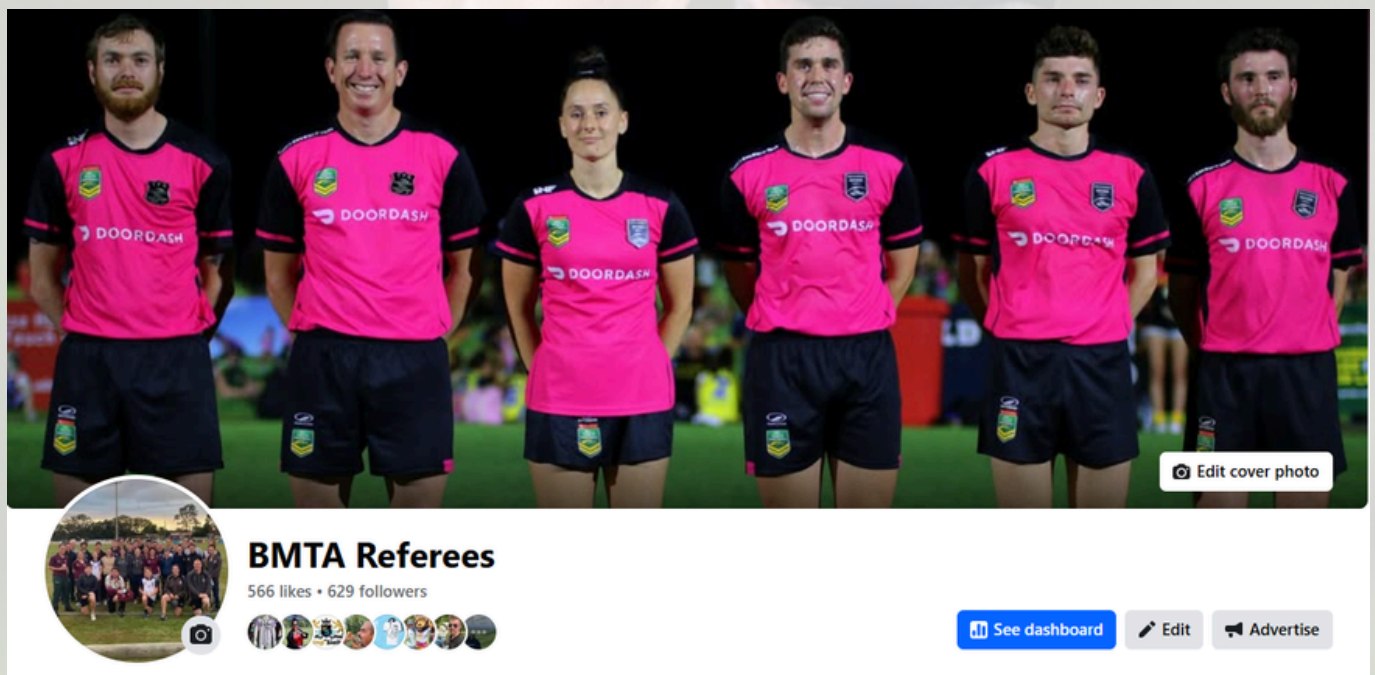 DOORDASH
DOORDASH
DOORDASH
DOORDASH
DOORDASH
DOORDASH
LD
Edit cover photo
BMTA Referees
566 likes • 629 followers
See dashboard
Edit
Advertise